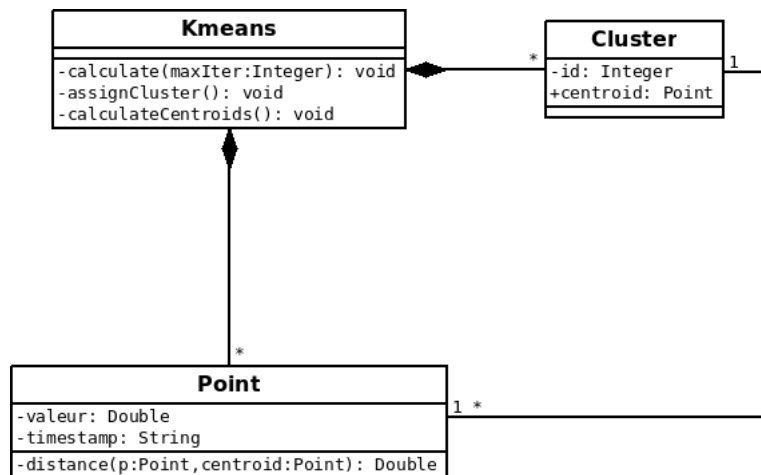 Kmeans
-calculate(maxIter:Integer): void
-assignCluster(): void
-calculateCentroids(): void
*
Cluster
-id: Integer
+centroid: Point
1
*
Point
-valeur: Double
-timestamp: String
-distance(p:Point,centroid:Point): Double
1 *